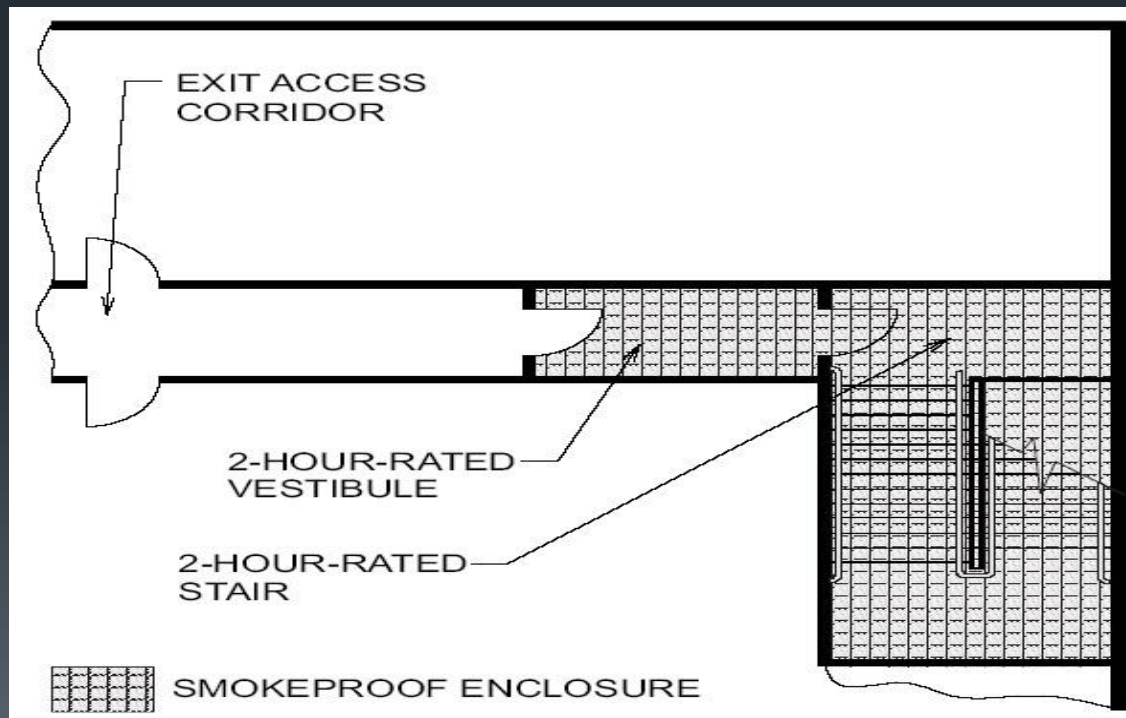 EXIT ACCESS
CORRIDOR
2-HOUR-RATED
VESTIBULE
2-HOUR-RATED
STAIR
SMOKEPROOF ENCLOSURE